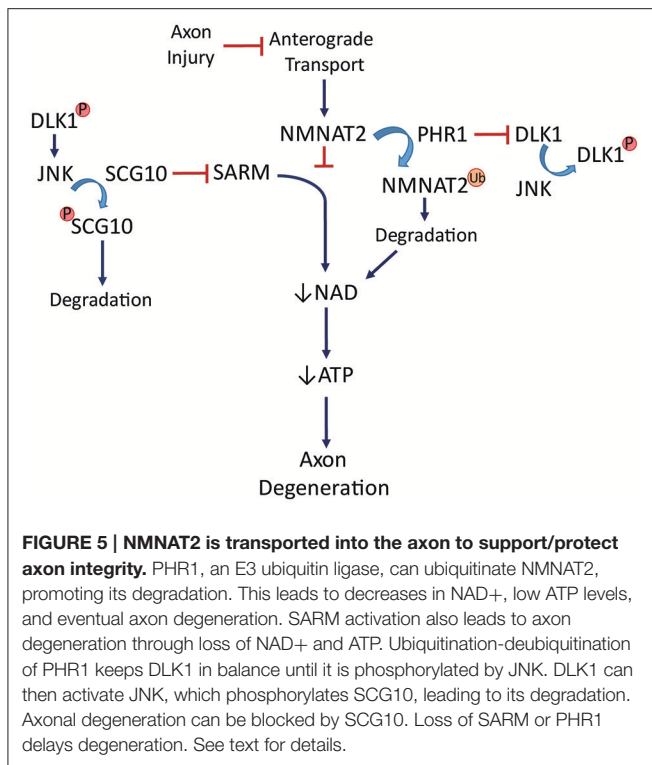 Axon
Injury
Anterograde
Transport
DLK1 P
NMNAT2
PHR1
DLK1
DLK1 P
JNK
SCG10
SARM
NMNAT2 Ub
JNK
P SCG10
Degradation
Degradation
↓NAD
↓ATP
Axon
Degeneration
FIGURE 5 | NMNAT2 is transported into the axon to support/protect
axon integrity. PHR1, an E3 ubiquitin ligase, can ubiquitinate NMNAT2,
promoting its degradation. This leads to decreases in NAD+, low ATP levels,
and eventual axon degeneration. SARM activation also leads to axon
degeneration through loss of NAD+ and ATP. Ubiquitination-deubiquitination
of PHR1 keeps DLK1 in balance until it is phosphorylated by JNK. DLK1 can
then activate JNK, which phosphorylates SCG10, leading to its degradation.
Axonal degeneration can be blocked by SCG10. Loss of SARM or PHR1
delays degeneration. See text for details.